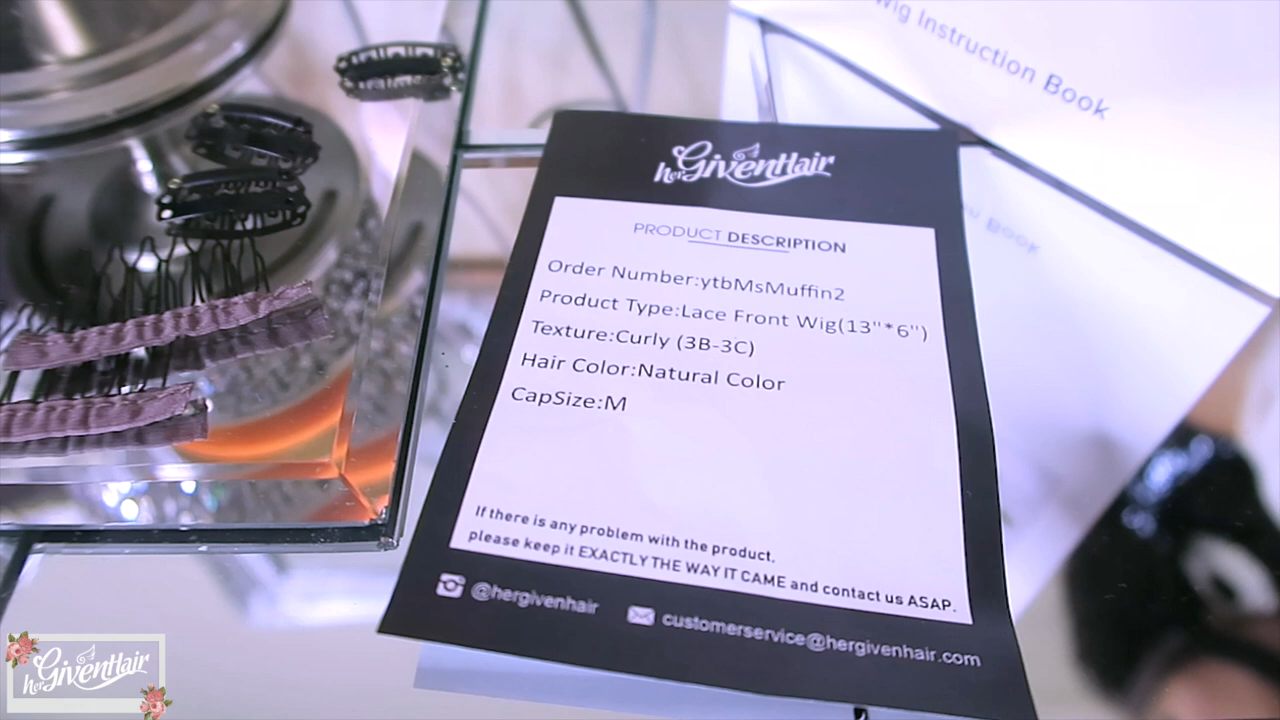 Wig Instruction Book
Book
herGivenHair
PRODUCT DESCRIPTION
Order Number:ytbMsMuffin2
Product Type:Lace Front Wig(13"*6")
Texture:Curly (3B-3C)
Hair Color:Natural Color
CapSize:M
If there is any problem with the product,
please keep it EXACTLY THE WAY IT CAME and contact us ASAP.
@hergivenhair customerservice@hergivenhair.com
herGivenHair